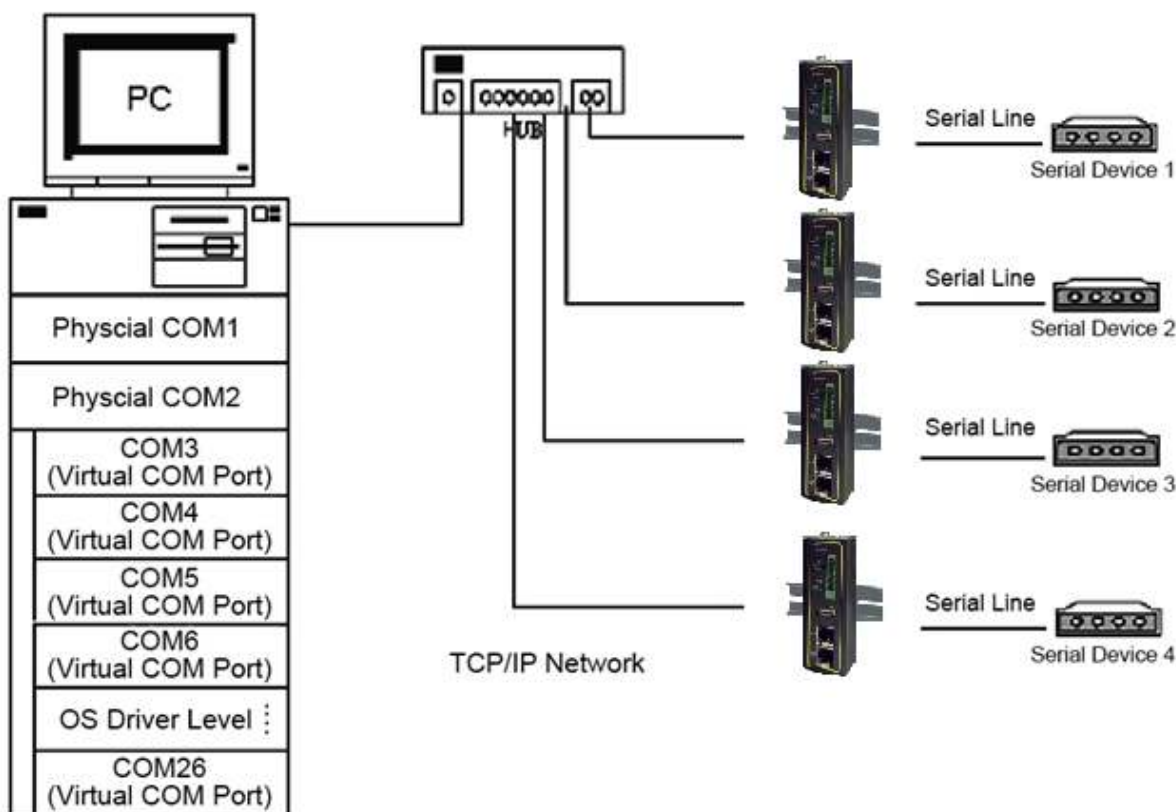 PC
Physcial COM1
Physcial COM2
COM3
(Virtual COM Port)
COM4
(Virtual COM Port)
COM5
(Virtual COM Port)
COM6
(Virtual COM Port)
OS Driver Level
COM26
(Virtual COM Port)
HUB
TCP/IP Network
Serial Line
Serial Device 1
Serial Line
Serial Device 2
Serial Line
Serial Device 3
Serial Line
Serial Device 4